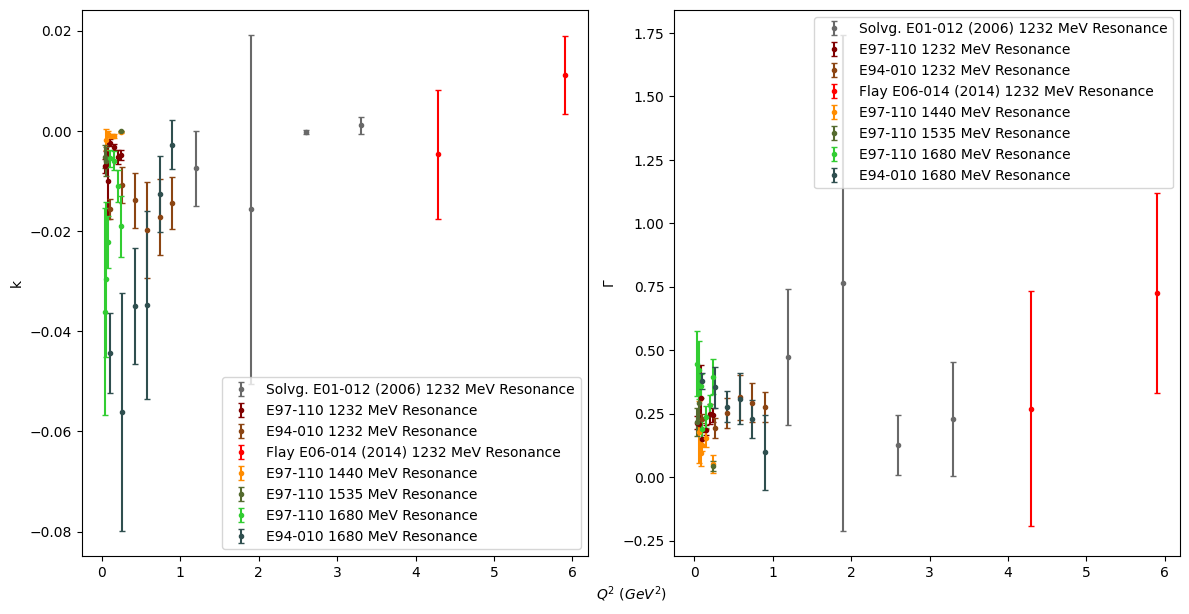 0.02
0.00
−0.02
−0.04
−0.06
−0.08
k
0 1 2 3 4 5 6
Solvg. E01-012 (2006) 1232 MeV Resonance
E97-110 1232 MeV Resonance
E94-010 1232 MeV Resonance
Flay E06-014 (2014) 1232 MeV Resonance
E97-110 1440 MeV Resonance
E97-110 1535 MeV Resonance
E97-110 1680 MeV Resonance
E94-010 1680 MeV Resonance
1.75
1.50
1.25
1.00
0.75
0.50
0.25
0.00
−0.25
Γ
0 1 2 3 4 5 6
Solvg. E01-012 (2006) 1232 MeV Resonance
E97-110 1232 MeV Resonance
E94-010 1232 MeV Resonance
Flay E06-014 (2014) 1232 MeV Resonance
E97-110 1440 MeV Resonance
E97-110 1535 MeV Resonance
E97-110 1680 MeV Resonance
E94-010 1680 MeV Resonance
Q² (GeV²)